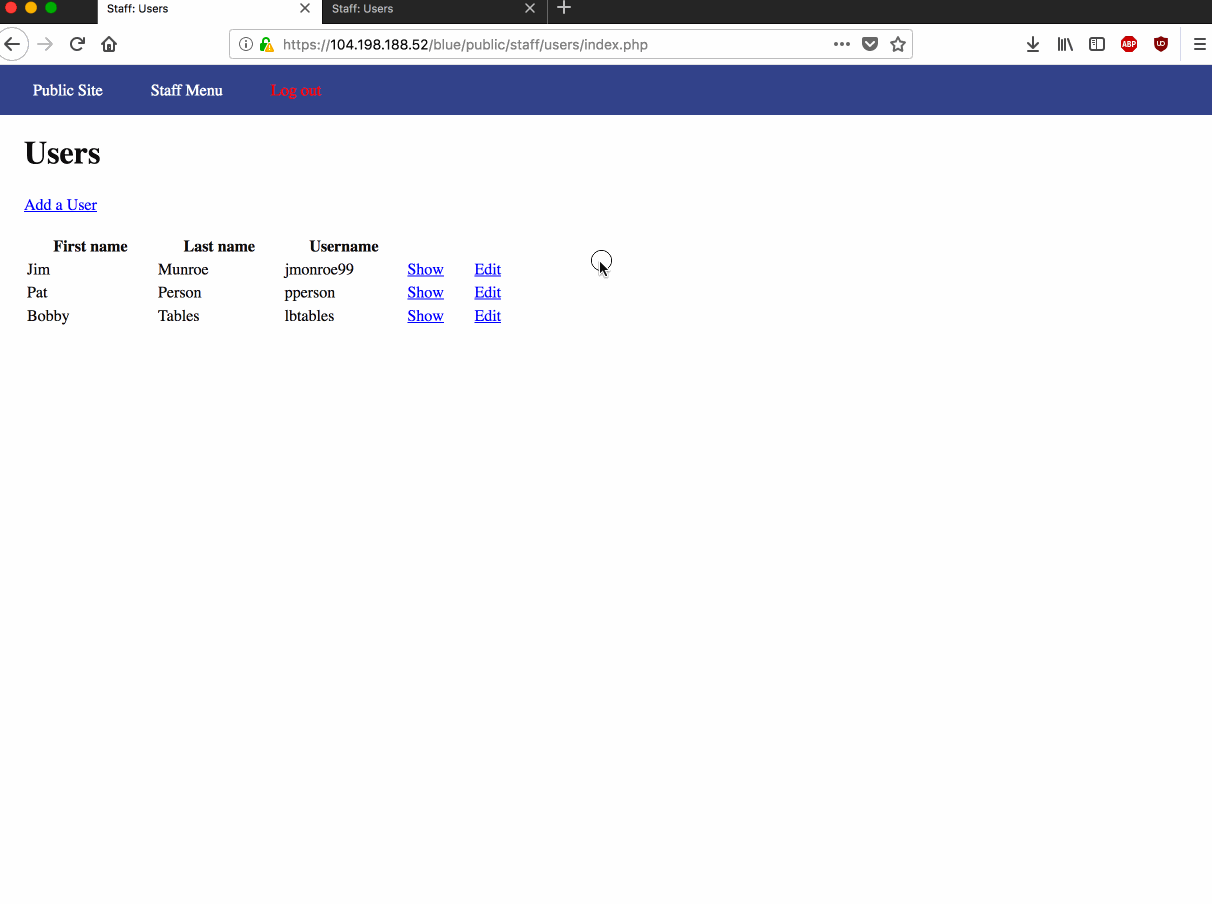 Staff: Users Staff: Users
https://104.198.188.52/blue/public/staff/users/index.php ABP
Public Site Staff Menu Log out
Users
Add a User
First name Last name Username
Jim Munroe jmonroe99 Show Edit
Pat Person pperson Show Edit
Bobby Tables lbtables Show Edit